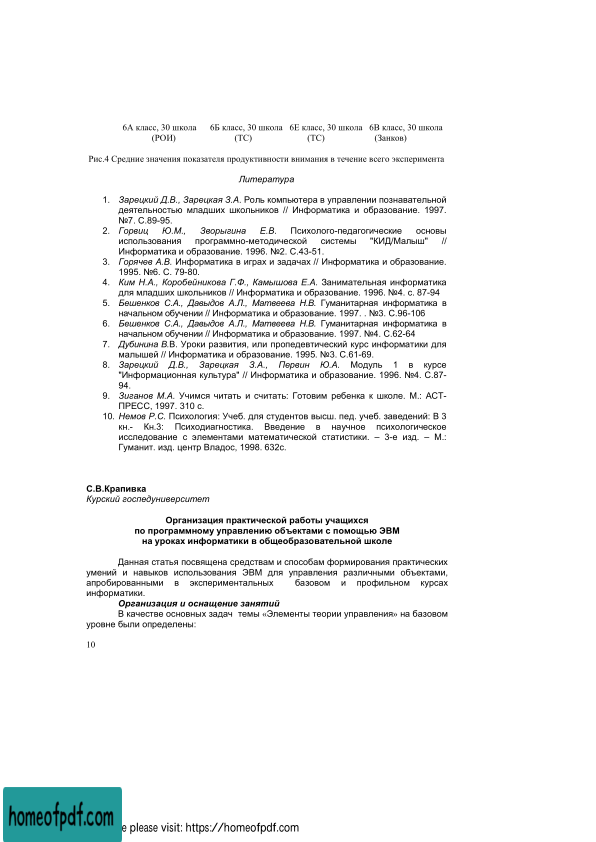 6А класс, 30 школа 6Б класс, 30 школа 6Е класс, 30 школа 6В класс, 30 школа
(РОИ) (ТС) (ТС) (Занков)
Рис.4 Средние значения показателя продуктивности внимания в течение всего эксперимента
Литература
1. Зарецкий Д.В., Зарецкая З.А. Роль компьютера в управлении познавательной
деятельностью младших школьников // Информатика и образование. 1997.
№7. С.89-95.
2. Горвиц Ю.М., Зворыгина Е.В. Психолого-педагогические основы
использования программно-методической системы "КИД/Малыш" //
Информатика и образование. 1996. №2. С.43-51.
3. Горячев А.В. Информатика в играх и задачах // Информатика и образование.
1995. №6. С. 79-80.
4. Ким Н.А., Коробейникова Г.Ф., Камышова Е.А. Занимательная информатика
для младших школьников // Информатика и образование. 1996. №4. с. 87-94
5. Бешенков С.А., Давыдов А.Л., Матвеева Н.В. Гуманитарная информатика в
начальном обучении // Информатика и образование. 1997. . №3. С.96-106
6. Бешенков С.А., Давыдов А.Л., Матвеева Н.В. Гуманитарная информатика в
начальном обучении // Информатика и образование. 1997. №4. С.62-64
7. Дубинина В.В. Уроки развития, или пропедевтический курс информатики для
малышей // Информатика и образование. 1995. №3. С.61-69.
8. Зарецкий Д.В., Зарецкая З.А., Первин Ю.А. Модуль 1 в курсе
"Информационная культура" // Информатика и образование. 1996. №4. С.87-
94.
9. Зиганов М.А. Учимся читать и считать: Готовим ребенка к школе. М.: АСТ-
ПРЕСС, 1997. 310 с.
10. Немов Р.С. Психология: Учеб. для студентов высш. пед. учеб. заведений: В 3
кн.- Кн.3: Психодиагностика. Введение в научное психологическое
исследование с элементами математической статистики. – 3-е изд. – М.:
Гуманит. изд. центр Владос, 1998. 632с.
С.В.Крапивка
Курский госпедуниверситет
Организация практической работы учащихся
по программному управлению объектами с помощью ЭВМ
на уроках информатики в общеобразовательной школе
Данная статья посвящена средствам и способам формирования практических
умений и навыков использования ЭВМ для управления различными объектами,
апробированными в экспериментальных базовом и профильном курсах
информатики.
Организация и оснащение занятий
В качестве основных задач темы «Элементы теории управления» на базовом
уровне были определены:
10
homeofpdf.com
e please visit: https://homeofpdf.com